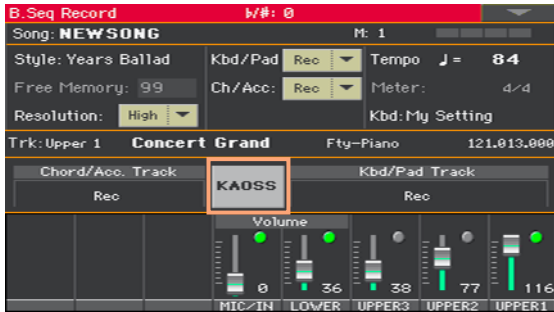 B.Seq Record b/#: 0
Song: NEWSONG M: 1
Style: Years Ballad Kbd/Pad Rec Tempo ♩= 84
Free Memory: 99 Ch/Acc: Rec Meter: 4/4
Resolution: High Kbd: My Setting
Trk: Upper 1 Concert Grand Fty-Piano 121.013.000
Chord/Acc. Track KAOSS Kbd/Pad Track
Rec Rec
Volume
0 36 38 77 116
MIC/IN LOWER UPPER3 UPPER2 UPPER1